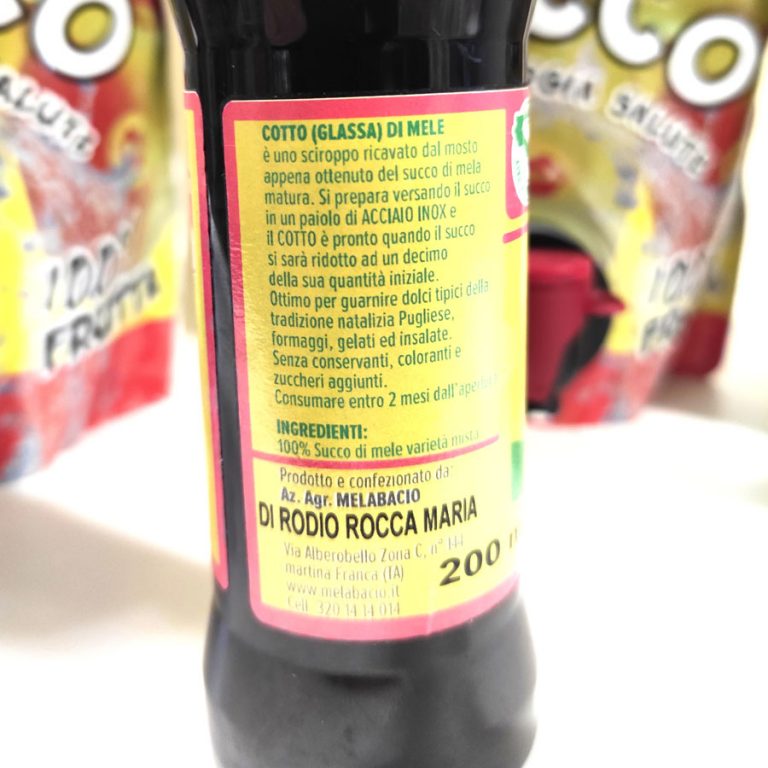 COTTO (GLASSA) DI MELE
è uno sciroppo ricavato dal mosto
appena ottenuto del succo di mela
matura. Si prepara versando il succo
in un paiolo di ACCIAIO INOX e
il COTTO è pronto quando il succo
si sarà ridotto ad un decimo
della sua quantità iniziale.
Ottimo per guarnire dolci tipici della
tradizione natalizia Pugliese,
formaggi, gelati ed insalate.
Senza conservanti, coloranti e
zuccheri aggiunti.
Consumare entro 2 mesi dall'
INGREDIENTI:
100% Succo di mele varietà mista
Prodotto e confezionato da:
Az. Agr. MELABACIO
DI RODIO ROCCA MARIA
Via Alberobello Zona C, n° 144
martina Franca (TA)
www.melabacio.it
Cell. 320 14 14 014
200
SALUTE
100%
FRUTTA